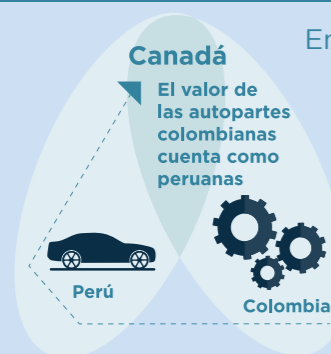 En
Canadá
El valor de
las autopartes
colombianas
cuenta como
peruanas
Perú
Colombia